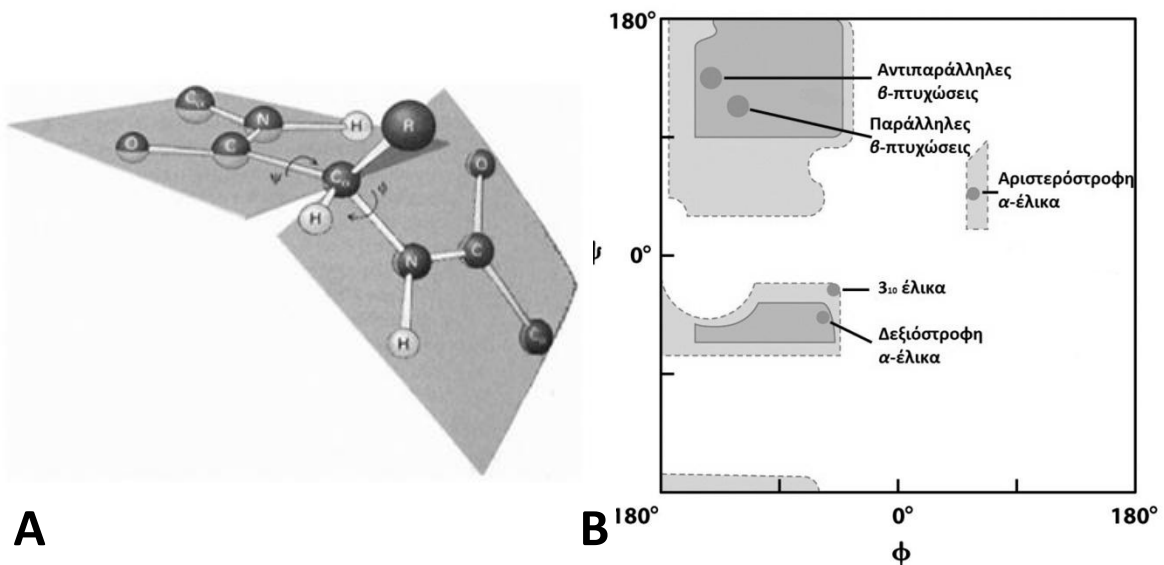 Cα
N
H
R
O
C
ψ
Cα
φ
O
H
N
C
H
Cα
A
180°
Αντιπαράλληλες
β-πτυχώσεις
Παράλληλες
β-πτυχώσεις
Αριστερόστροφη
α-έλικα
ψ 0°
3₁₀ έλικα
Δεξιόστροφη
α-έλικα
180° 0° 180°
B
ϕ